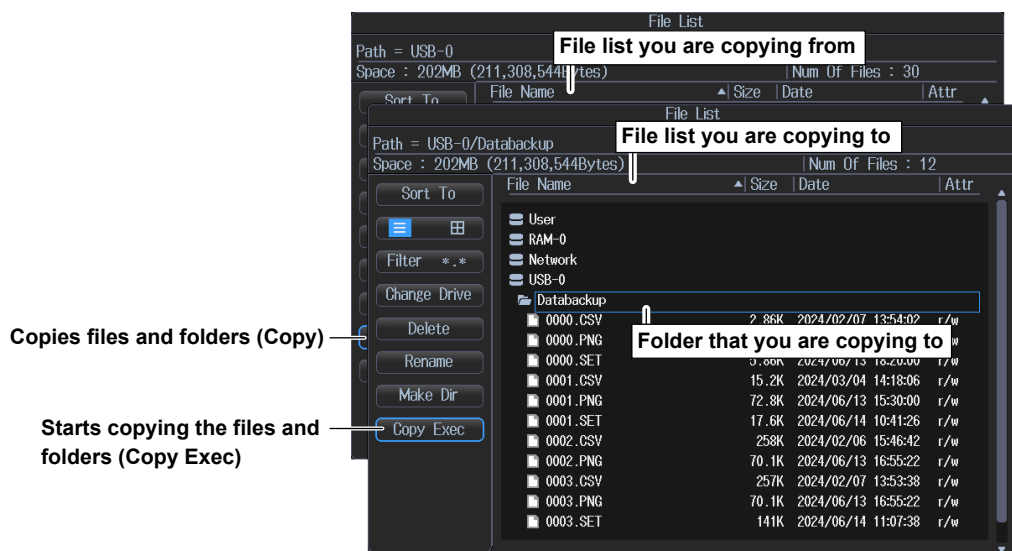 File List
Path = USB-0
File list you are copying from
Space : 202MB (211,308,544Bytes)
Num Of Files : 30
Sort To
File Name
Size
Date
Attr
File List
Path = USB-0/Databackup
File list you are copying to
Space : 202MB (211,308,544Bytes)
Num Of Files : 12
Sort To
File Name
Size
Date
Attr
User
RAM-0
Filter *.*
Network
USB-0
Change Drive
Databackup
0000.CSV 2.86K 2024/02/07 13:54:02 r/w
Copies files and folders (Copy)
Delete
0000.PNG
Folder that you are copying to
0000.SET 5.86K 2024/06/13 18:20:00 r/w
Rename
0001.CSV 15.2K 2024/03/04 14:18:06 r/w
Make Dir
0001.PNG 72.8K 2024/06/13 15:30:00 r/w
0001.SET 17.6K 2024/06/14 10:41:26 r/w
Starts copying the files and
folders (Copy Exec)
Copy Exec
0002.CSV 258K 2024/02/06 15:46:42 r/w
0002.PNG 70.1K 2024/06/13 16:55:22 r/w
0003.CSV 257K 2024/02/07 13:53:38 r/w
0003.PNG 70.1K 2024/06/13 16:55:22 r/w
0003.SET 141K 2024/06/14 11:07:38 r/w